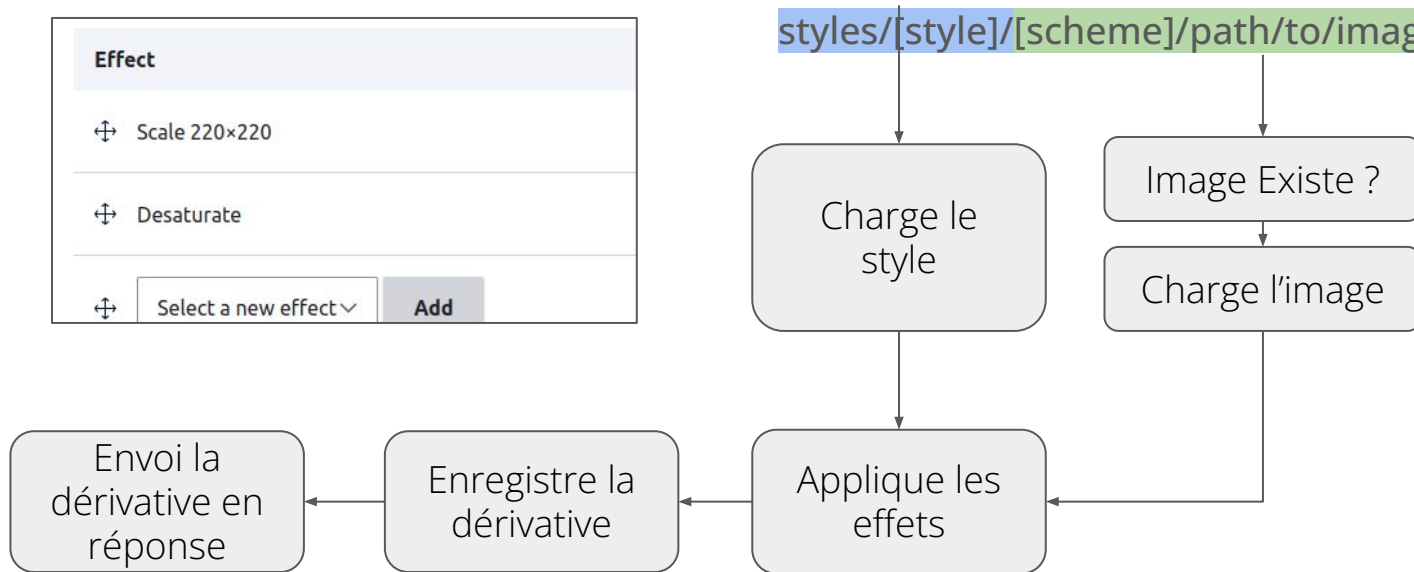 Effect
Scale 220×220
Desaturate
Select a new effect
Add
styles/[style]/[scheme]/path/to/imag
Charge le
style
Image Existe ?
Charge l’image
Applique les
effets
Enregistre la
dérivative
Envoi la
dérivative en
réponse